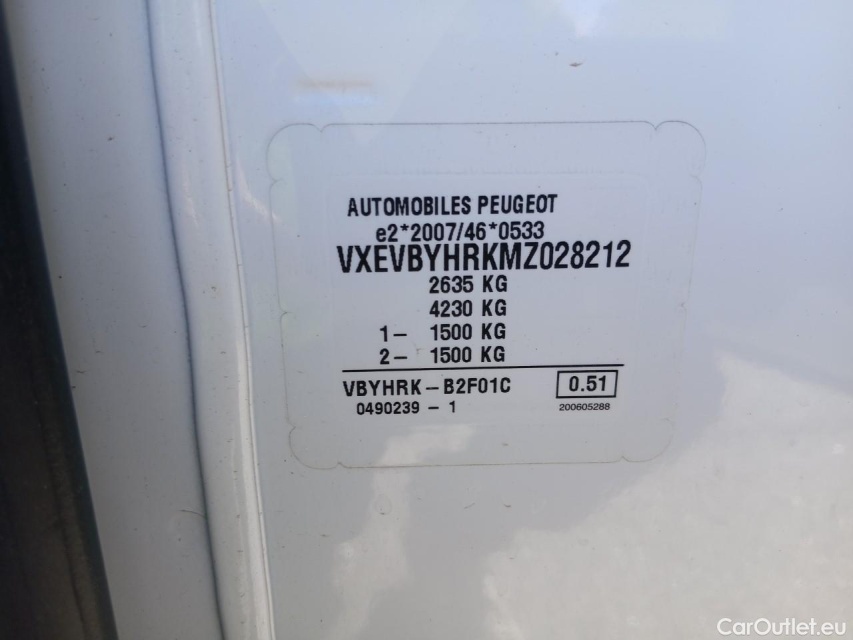 AUTOMOBILES PEUGEOT
e2*2007/46*0533
VXEVBYHRKMZ028212
2635 KG
4230 KG
1- 1500 KG
2- 1500 KG
VBYHRK-B2F01C 0.51
0490239-1 200605288
CarOutlet.eu